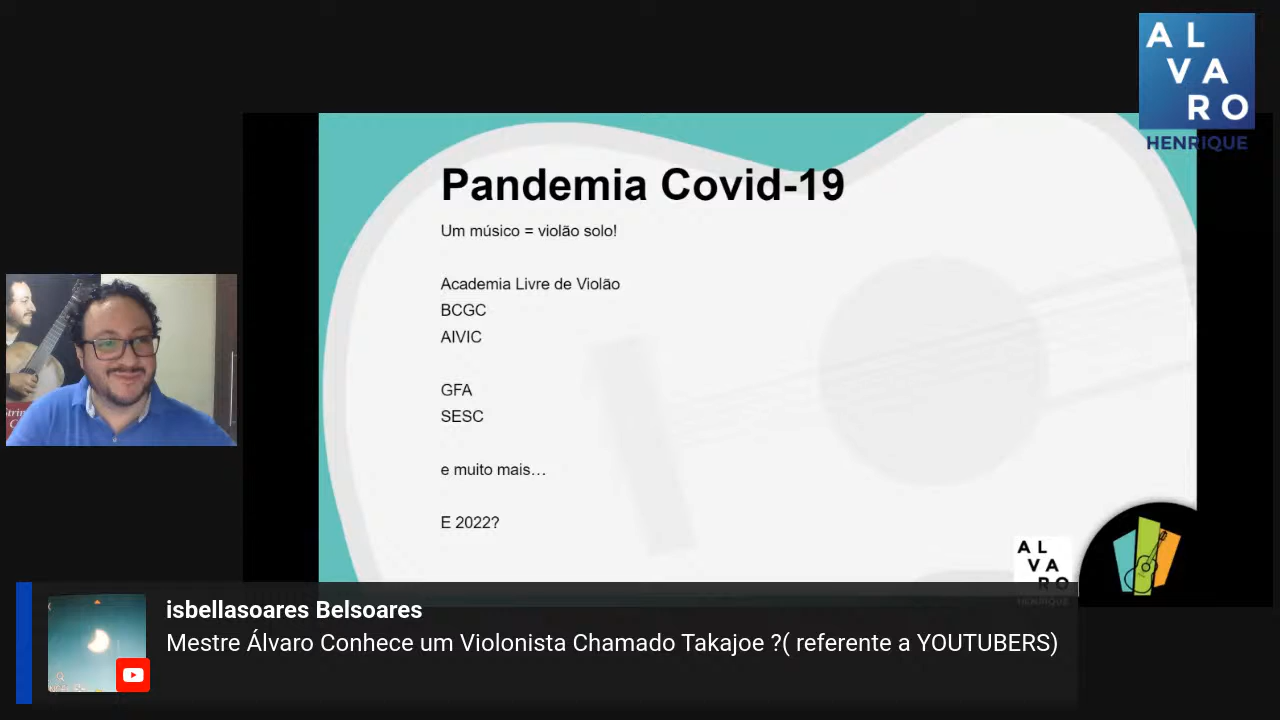 AL
VA
RO
HENRIQUE
Pandemia Covid-19
Um músico = violão solo!
Academia Livre de Violão
BCGC
AIVIC
GFA
SESC
e muito mais…
E 2022?
AL
VA
RO
HENRIQUE
isbellasoares Belsoares
Mestre Álvaro Conhece um Violonista Chamado Takajoe ?( referente a YOUTUBERS)